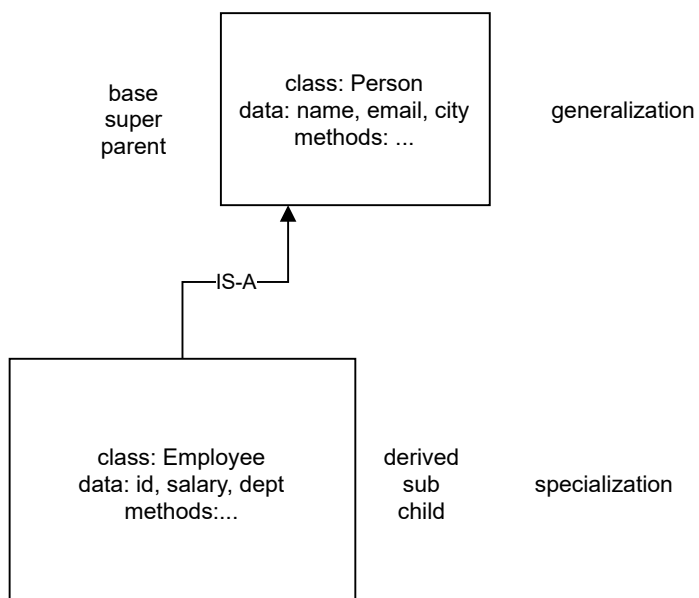 base
super
parent
class: Person
data: name, email, city
methods: ...
generalization
IS-A
class: Employee
data: id, salary, dept
methods:...
derived
sub
child
specialization